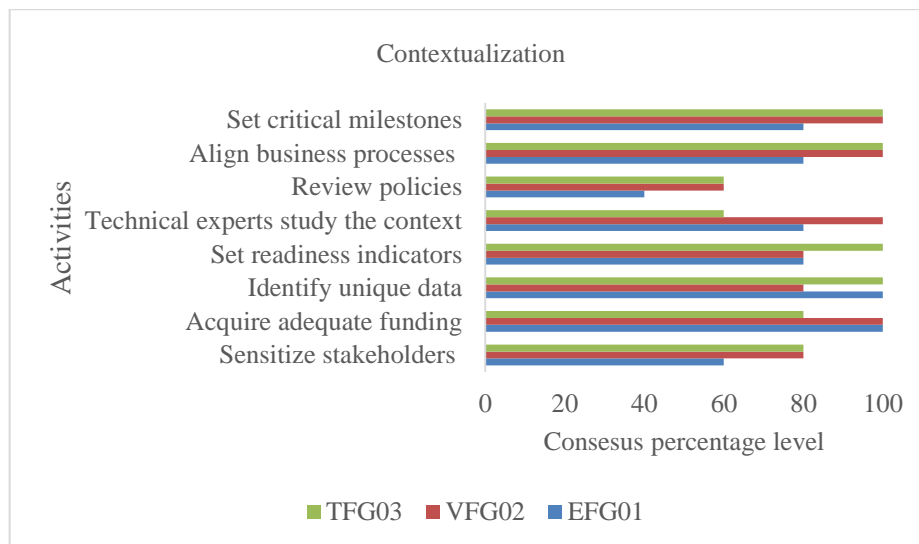 Contextualization
Activities
Set critical milestones
Align business processes
Review policies
Technical experts study the context
Set readiness indicators
Identify unique data
Acquire adequate funding
Sensitize stakeholders
0 20 40 60 80 100
Consesus percentage level
TFG03 VFG02 EFG01